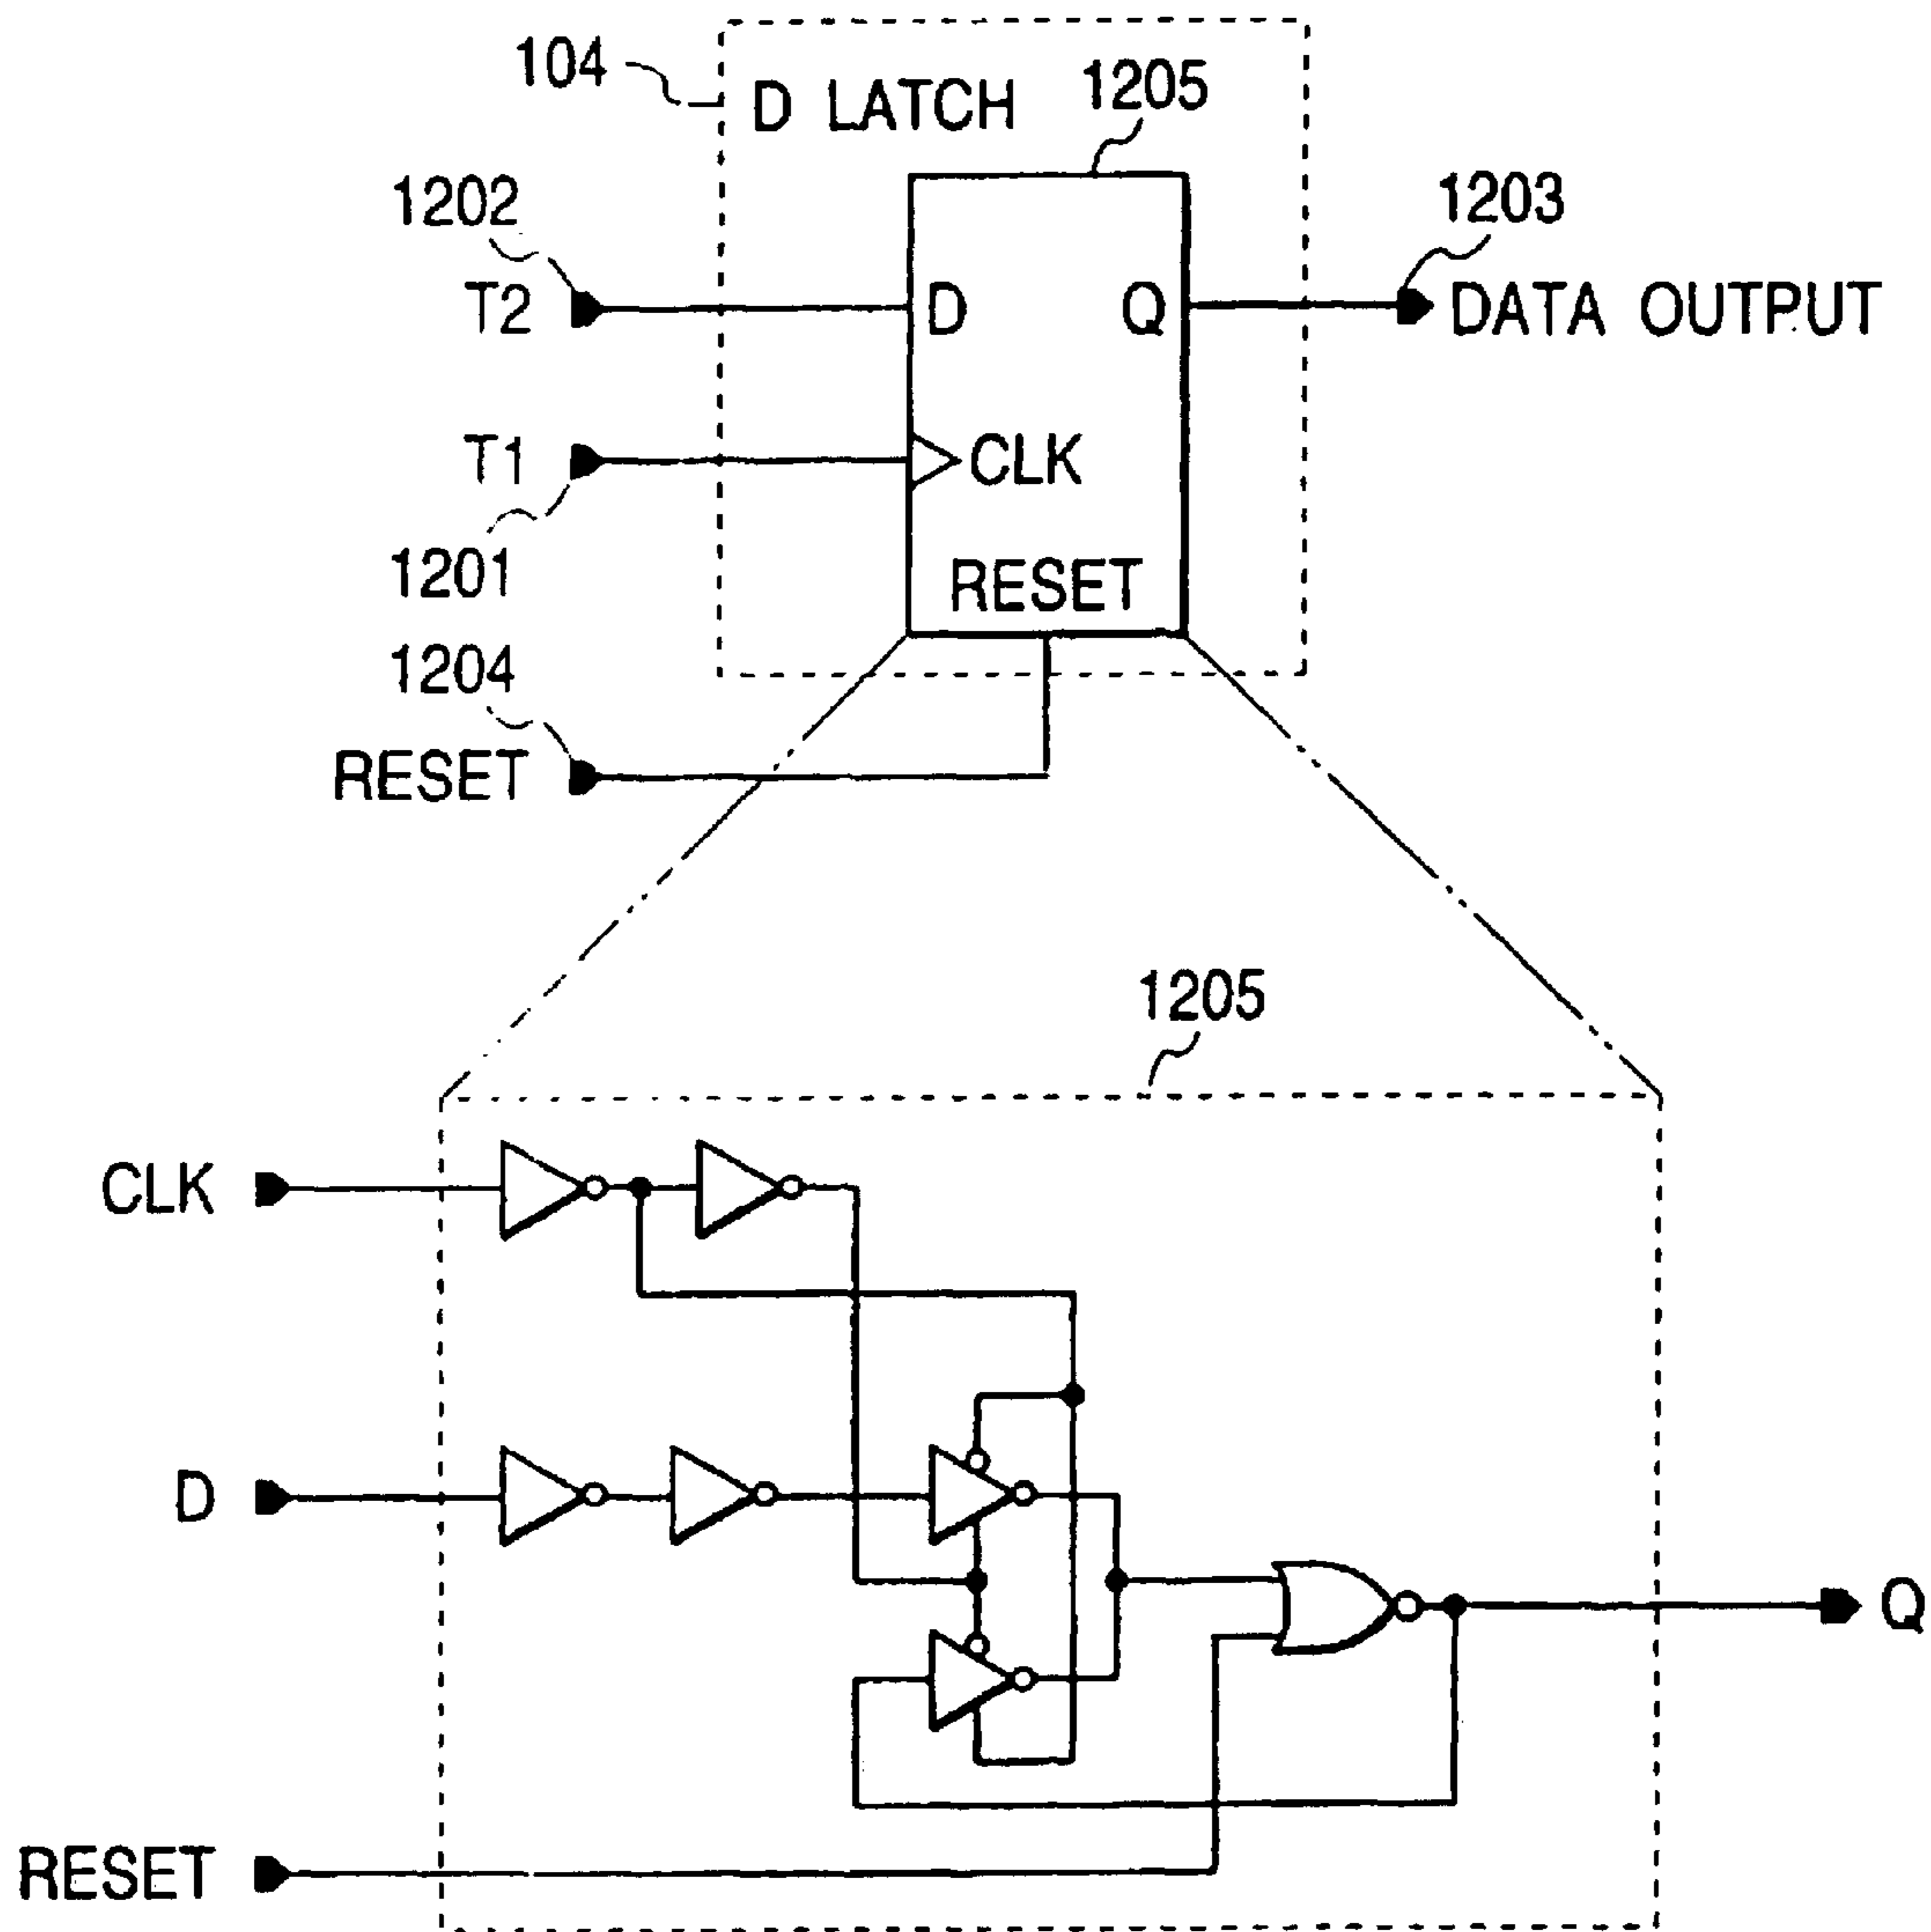 104
D LATCH
1205
1202
1203
T2
D
Q
DATA OUTPUT
T1
CLK
1201
RESET
1204
RESET
1205
CLK
D
Q
RESET